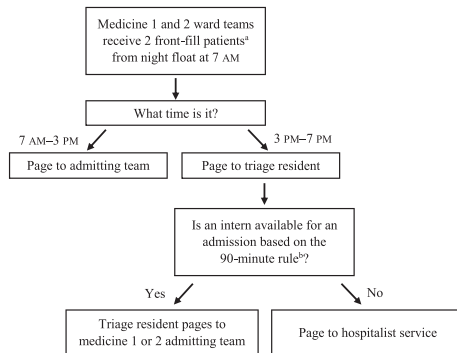 Medicine 1 and 2 ward teams
receive 2 front-fill patientsᵃ
from night float at 7 AM
What time is it?
7 AM–3 PM
3 PM–7 PM
Page to admitting team
Page to triage resident
Is an intern available for an
admission based on the
90-minute ruleᵇ?
Yes
No
Triage resident pages to
medicine 1 or 2 admitting team
Page to hospitalist service